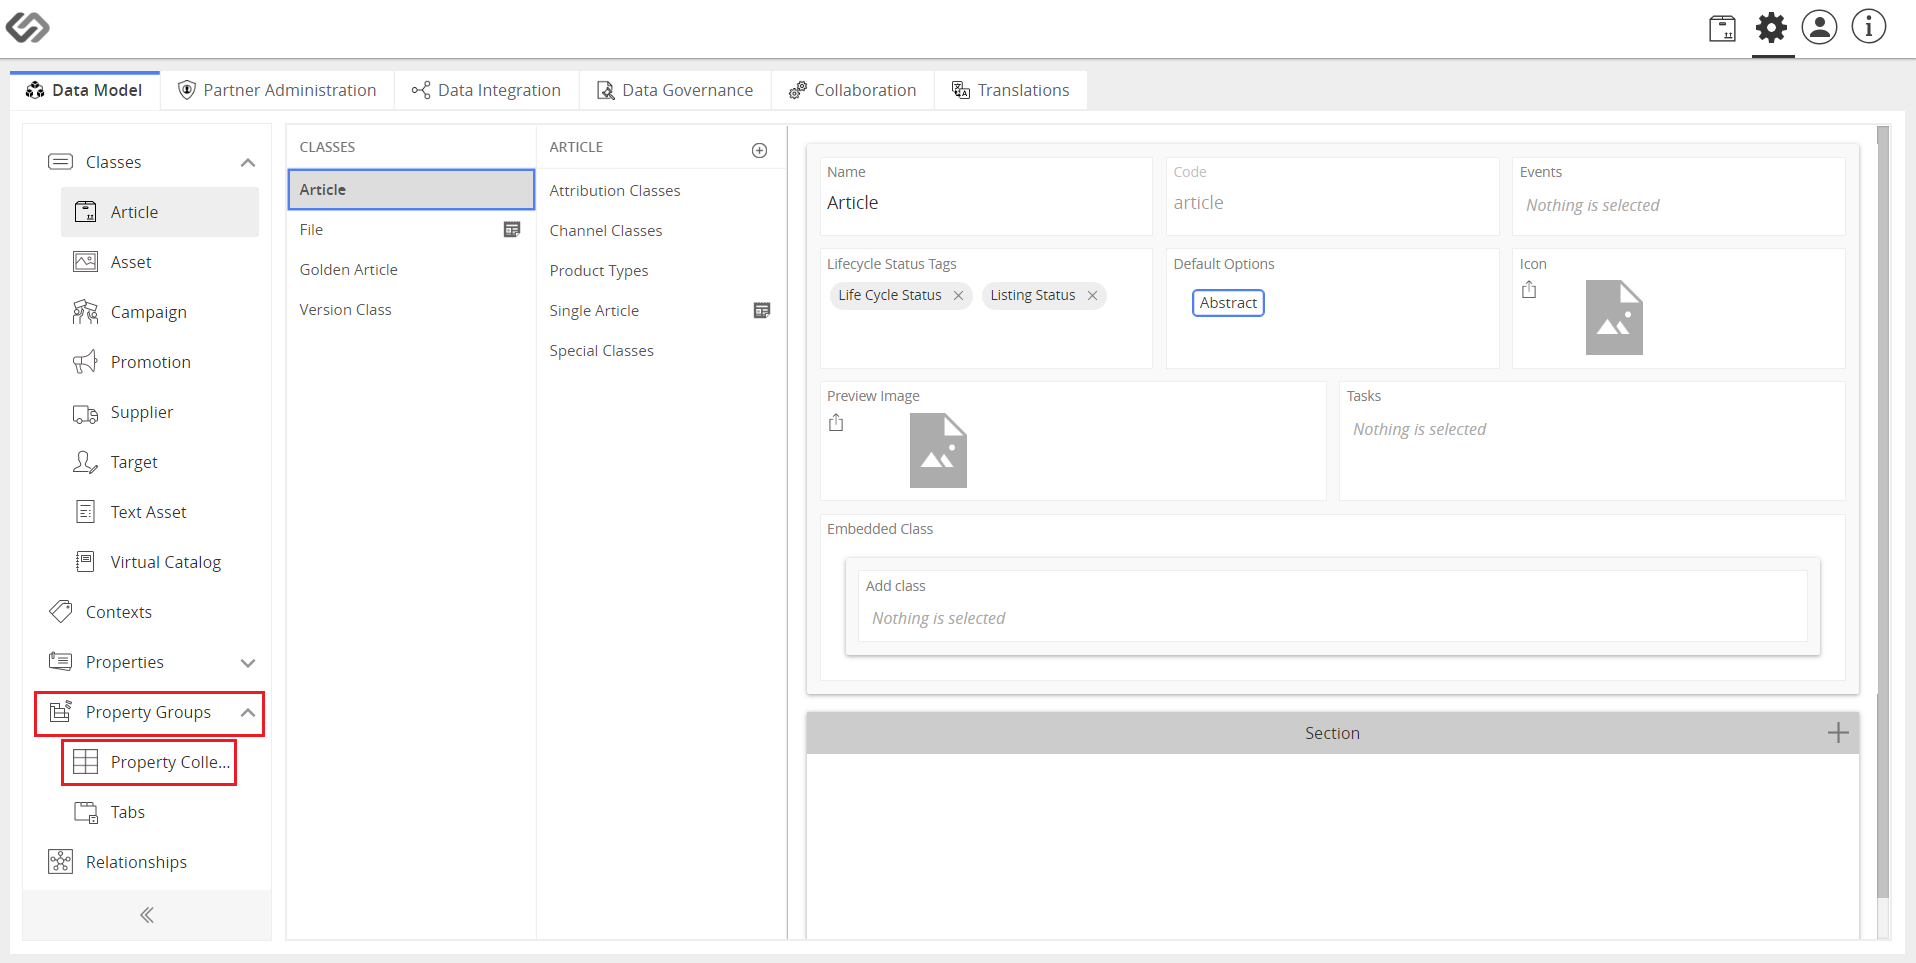 Data Model
Partner Administration
Data Integration
Data Governance
Collaboration
Translations
Classes
Article
Asset
Campaign
Promotion
Supplier
Target
Text Asset
Virtual Catalog
Contexts
Properties
Property Groups
Property Colle...
Tabs
Relationships
CLASSES
Article
File
Golden Article
Version Class
ARTICLE
Attribution Classes
Channel Classes
Product Types
Single Article
Special Classes
Name
Article
Code
article
Events
Nothing is selected
Lifecycle Status Tags
Life Cycle Status
Listing Status
Default Options
Abstract
Icon
Preview Image
Tasks
Nothing is selected
Embedded Class
Add class
Nothing is selected
Section